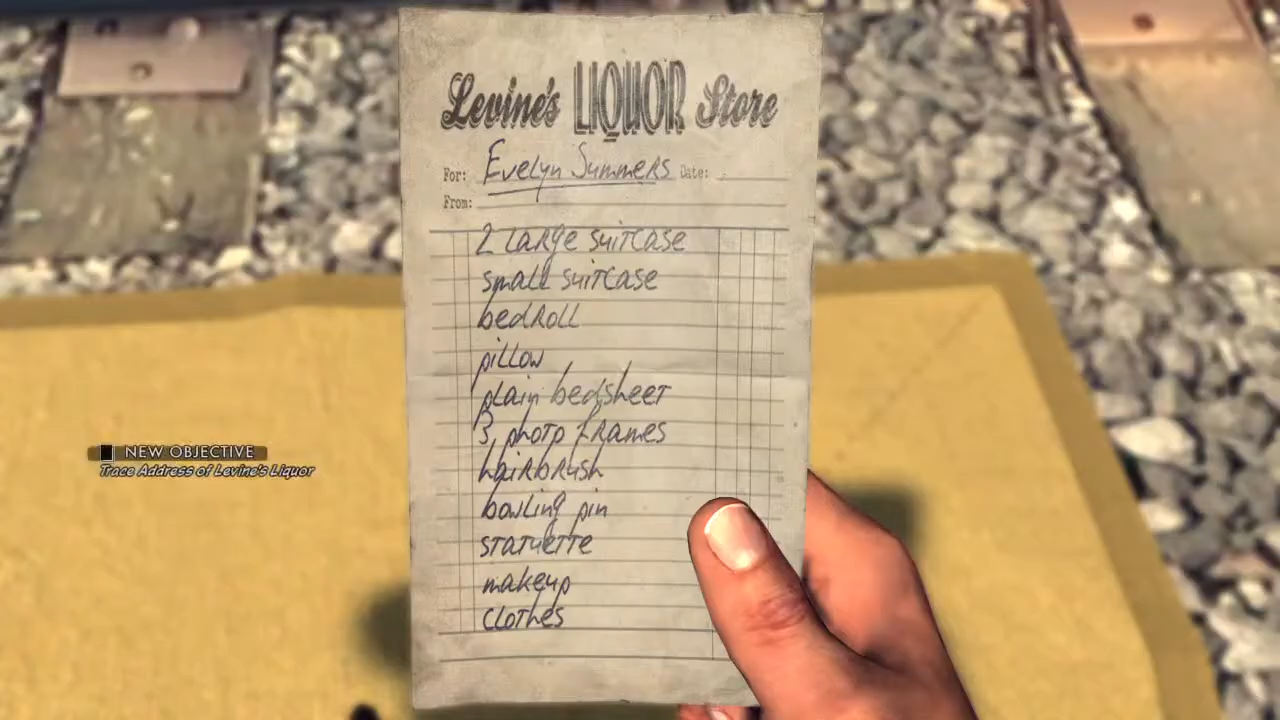 Levine's LIQUOR Store
For: Evelyn Summers Date:
From:
2 large suitcase
small suitcase
bedroll
pillow
plain bedsheet
3 photo frames
hairbrush
bowling pin
statuette
makeup
clothes
NEW OBJECTIVE
Trace Address of Levine's Liquor